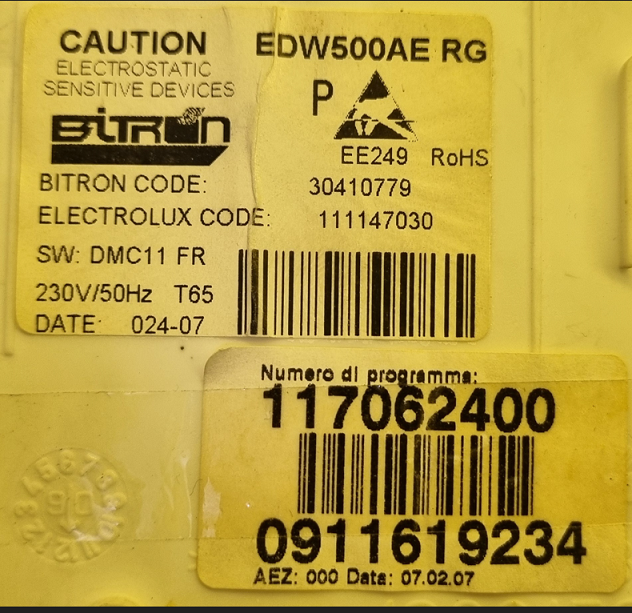 CAUTION
ELECTROSTATIC
SENSITIVE DEVICES
BiTRON
EDW500AE RG
P
EE249 RoHS
BITRON CODE: 30410779
ELECTROLUX CODE: 111147030
SW: DMC11 FR
230V/50Hz T65
DATE: 024-07
Numero di programma:
117062400
0911619234
AEZ: 000 Data: 07.02.07